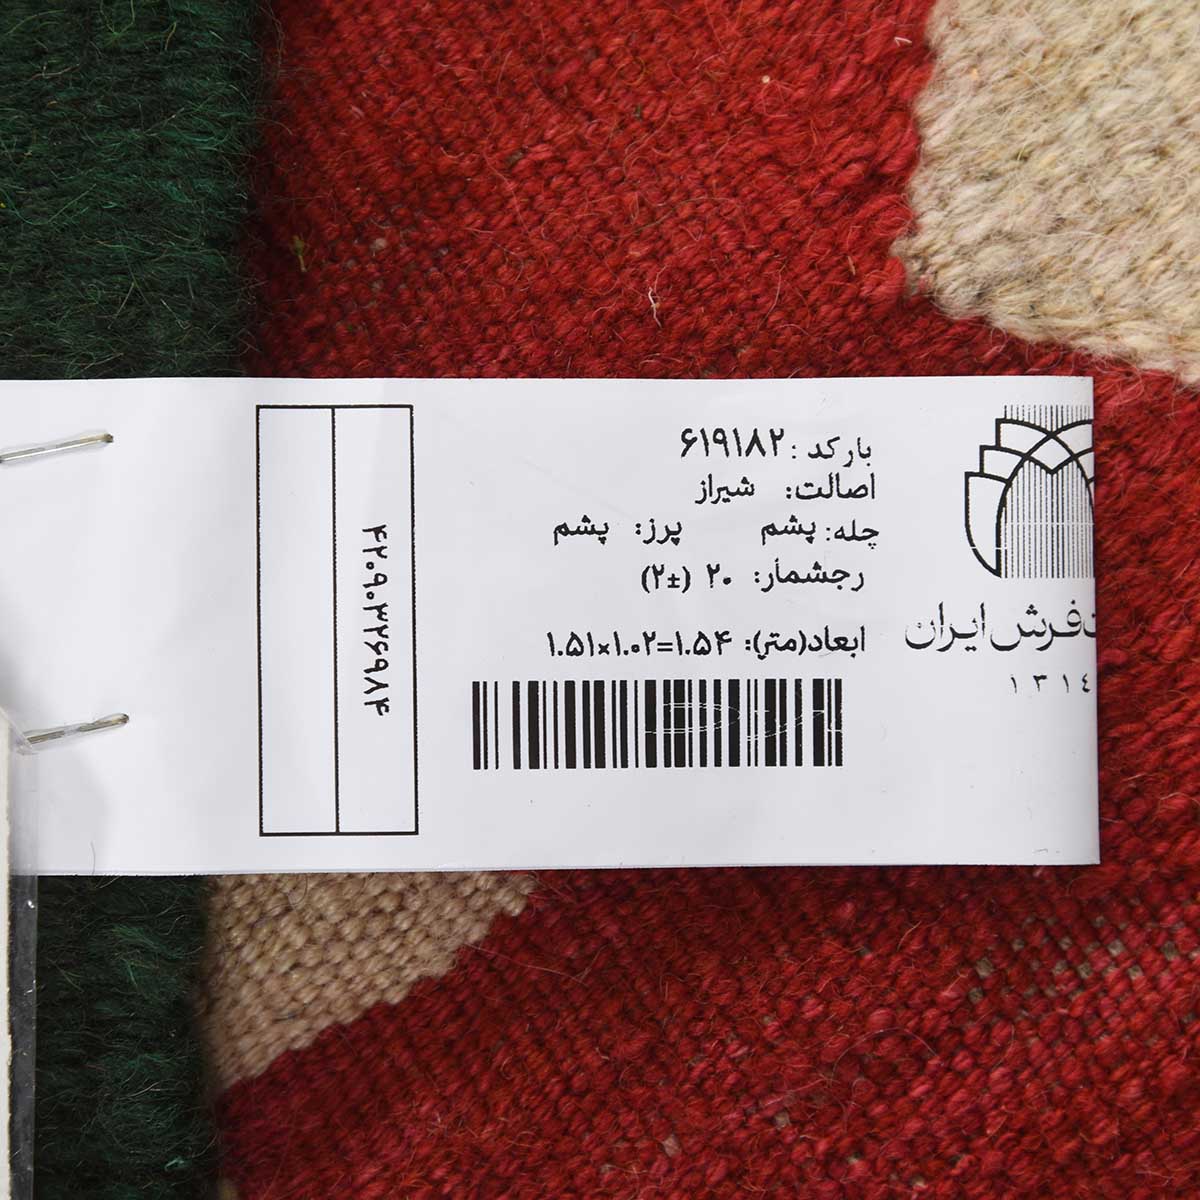 بارکد : ۶۱۹۱۸۲
اصالت: شیراز
چله: پشم پرز: پشم
رجشمار: ۲۰ (±۲)
ابعاد(متر): ۱.۵۴=۱.۰۲×۱.۵۱
فرش ایران
۱۳۱٤
۴۲۰۹۰۳۲۶۹۸۴